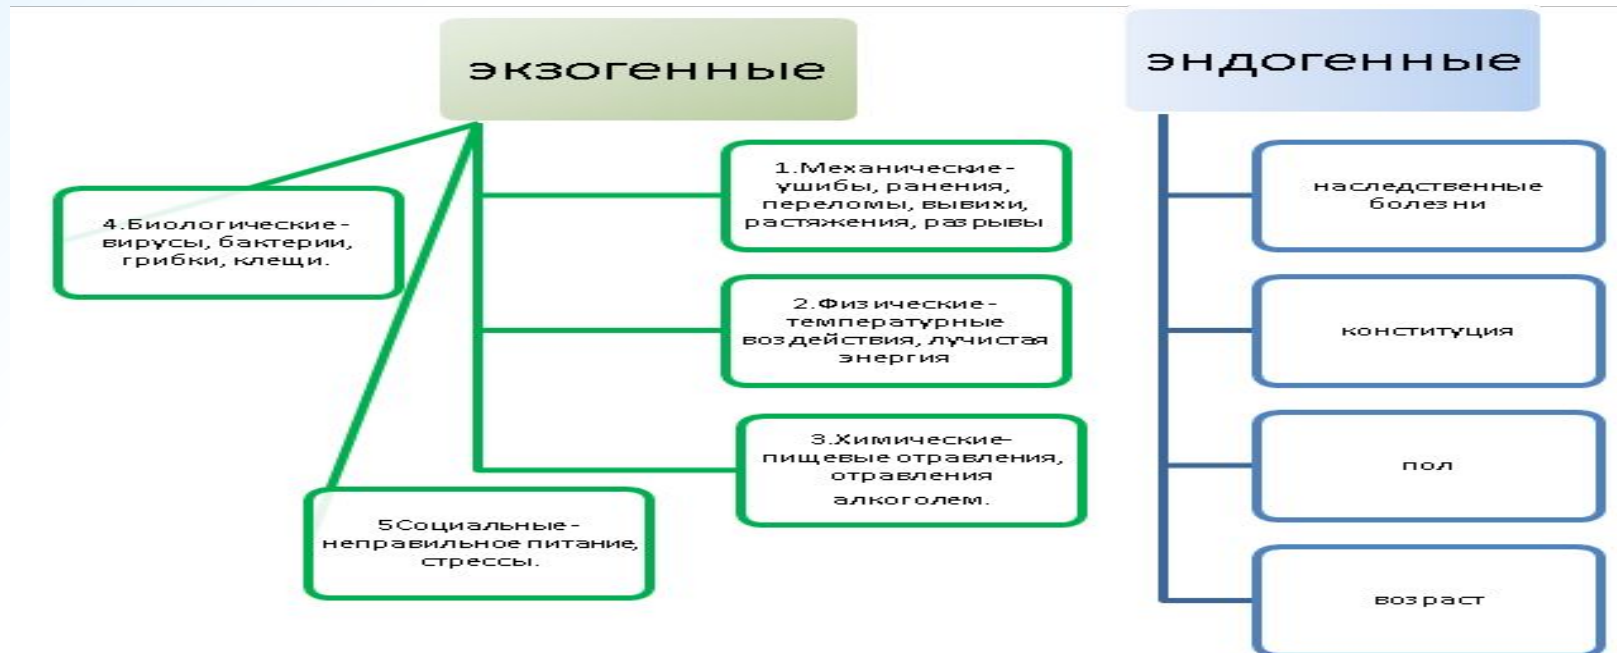 экзогенные
1.Механические-
ушибы, ранения,
переломы, вывихи,
растяжения, разрывы
2.Физические-
температурные
воздействия, лучистая
энергия
3.Химические-
пищевые отравления,
отравления
алкоголем.
4.Биологические-
вирусы, бактерии,
грибки, клещи.
5Социальные-
неправильное питание,
стрессы.
эндогенные
наследственные
болезни
конституция
пол
возраст